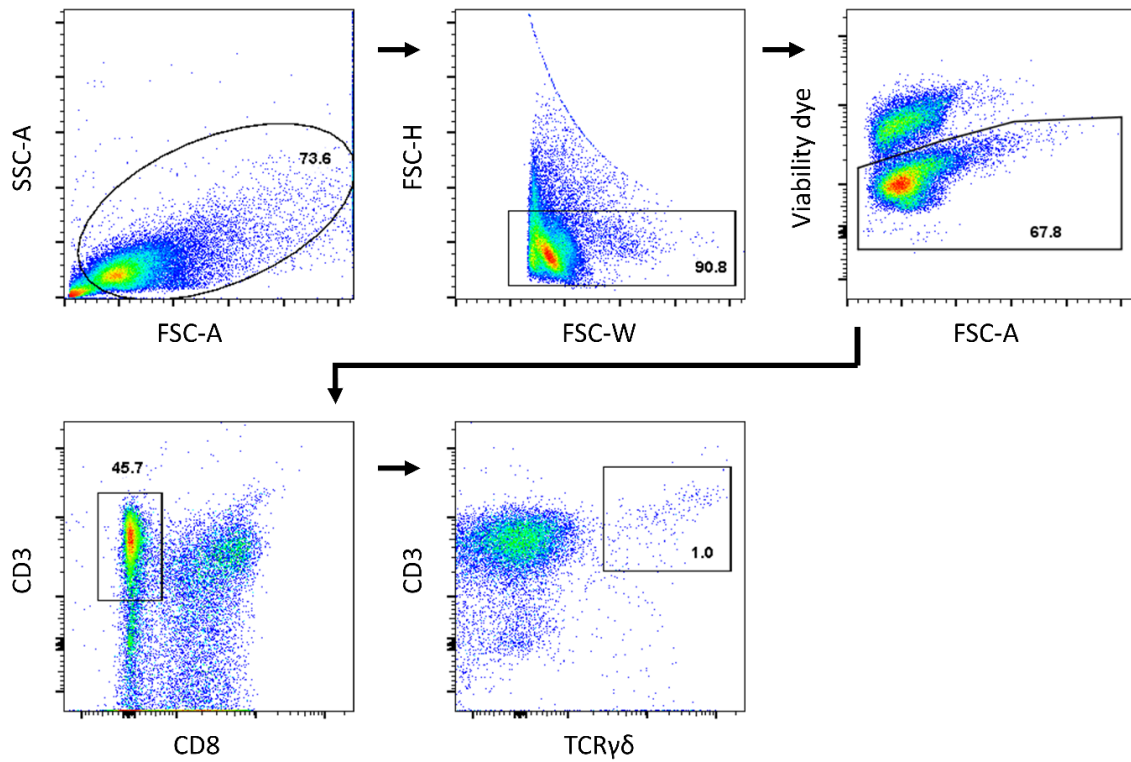 SSC-A
73.6
FSC-A
FSC-H
90.8
FSC-W
Viability dye
67.8
FSC-A
CD3
45.7
CD8
CD3
1.0
TCRγδ